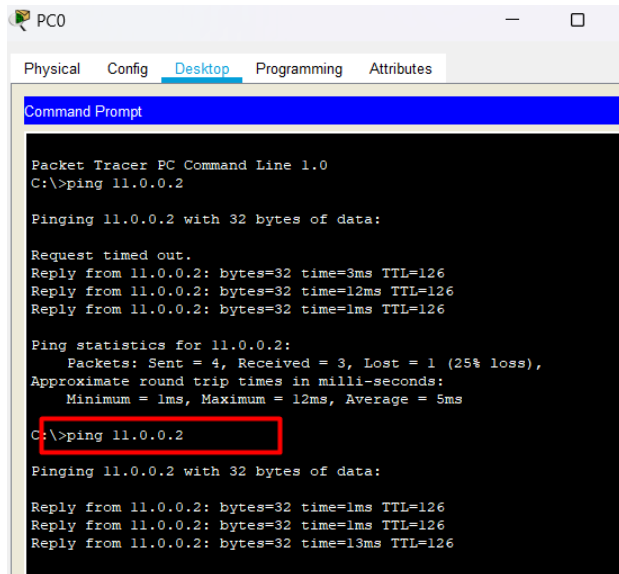 PC0
Physical Config Desktop Programming Attributes
Command Prompt
Packet Tracer PC Command Line 1.0
C:\>ping 11.0.0.2
Pinging 11.0.0.2 with 32 bytes of data:
Request timed out.
Reply from 11.0.0.2: bytes=32 time=3ms TTL=126
Reply from 11.0.0.2: bytes=32 time=12ms TTL=126
Reply from 11.0.0.2: bytes=32 time=1ms TTL=126
Ping statistics for 11.0.0.2:
Packets: Sent = 4, Received = 3, Lost = 1 (25% loss),
Approximate round trip times in milli-seconds:
Minimum = 1ms, Maximum = 12ms, Average = 5ms
C:\>ping 11.0.0.2
Pinging 11.0.0.2 with 32 bytes of data:
Reply from 11.0.0.2: bytes=32 time=1ms TTL=126
Reply from 11.0.0.2: bytes=32 time=1ms TTL=126
Reply from 11.0.0.2: bytes=32 time=13ms TTL=126